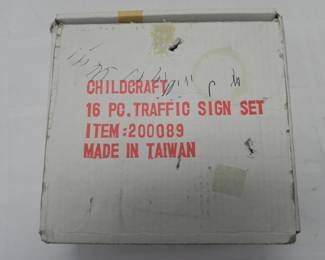 CHILDCRAFT
16 PC. TRAFFIC SIGN SET
ITEM:200089
MADE IN TAIWAN